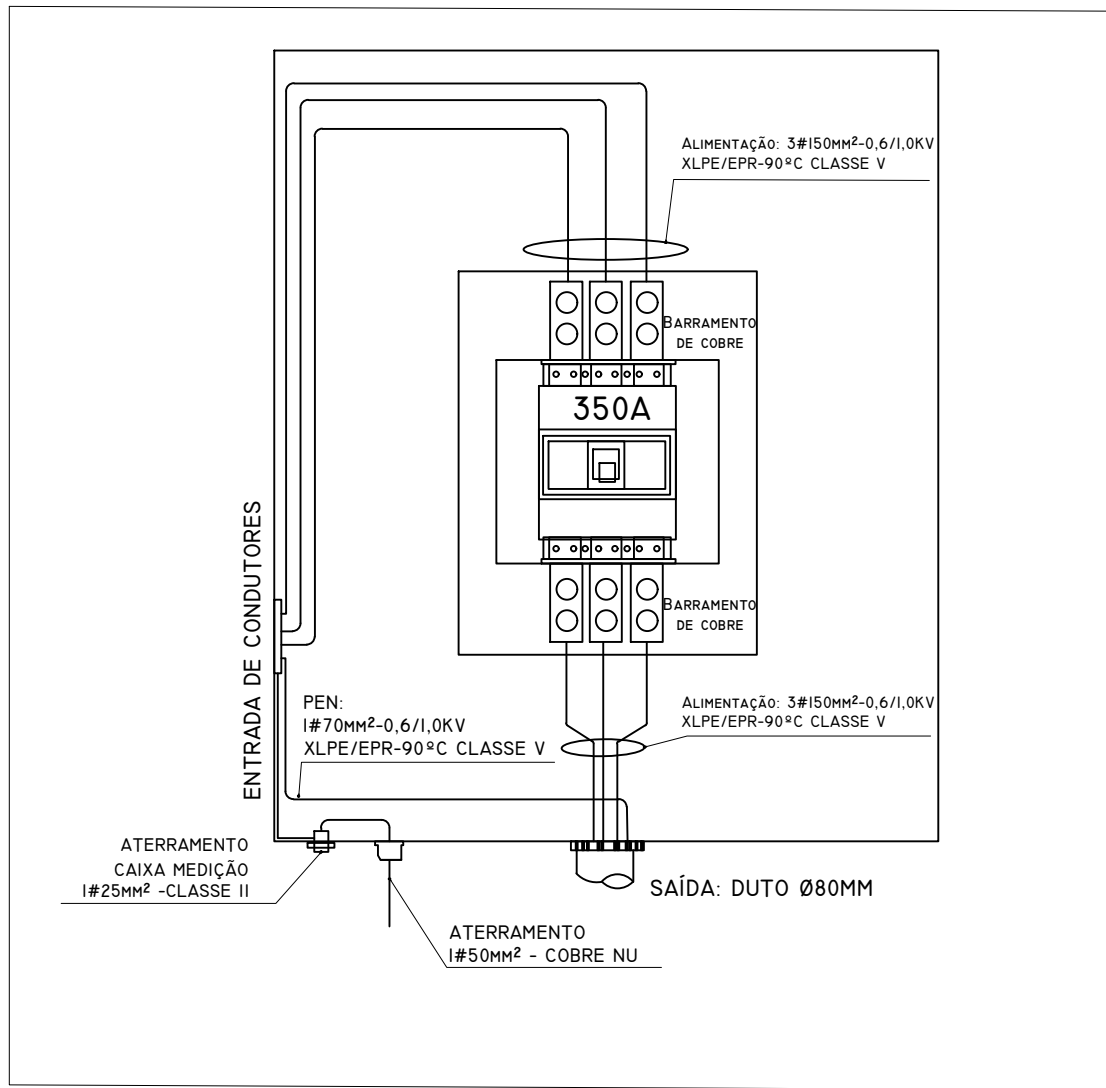 ALIMENTAÇÃO: 3#150MM²-0,6/1,0KV
XLPE/EPR-90ºC CLASSE V
BARRAMENTO
DE COBRE
350A
BARRAMENTO
DE COBRE
ENTRADA DE CONDUTORES
PEN:
1#70MM²-0,6/1,0KV
XLPE/EPR-90ºC CLASSE V
ALIMENTAÇÃO: 3#150MM²-0,6/1,0KV
XLPE/EPR-90ºC CLASSE V
ATERRAMENTO
CAIXA MEDIÇÃO
1#25MM² -CLASSE II
SAÍDA: DUTO Ø80MM
ATERRAMENTO
1#50MM² - COBRE NU